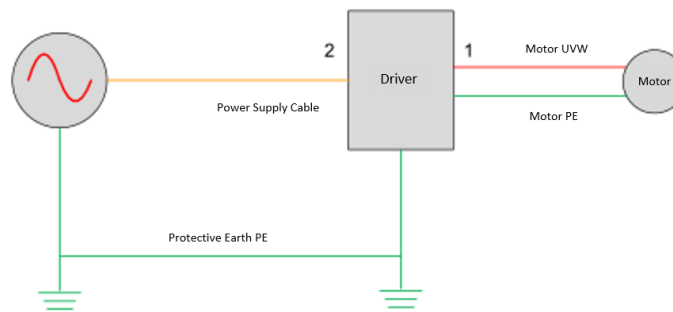 2
Driver
1
Motor UVW
Motor
Power Supply Cable
Motor PE
Protective Earth PE